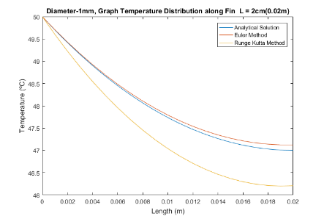 Diameter-1mm, Graph Temperature Distribution along Fin L = 2cm(0.02m)
Analytical Solution
Euler Method
Runge Kutta Method
50
49.5
49
48.5
48
47.5
47
46.5
46
Temperature (°C)
0 0.002 0.004 0.006 0.008 0.01 0.012 0.014 0.016 0.018 0.02
Length (m)